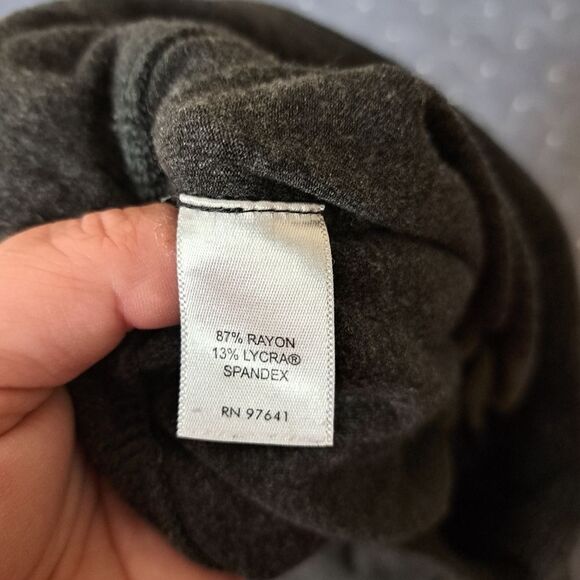 87% RAYON
13% LYCRA®
SPANDEX
RN 97641